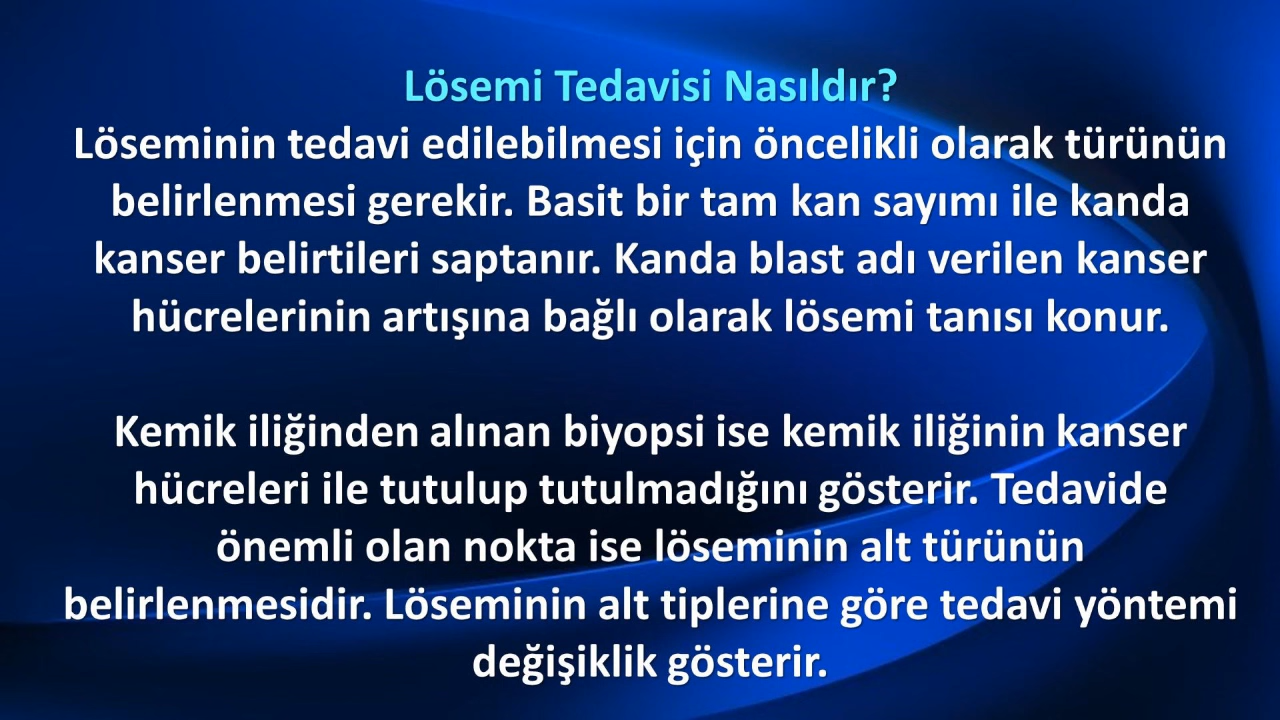 Lösemi Tedavisi Nasıldır?
Löseminin tedavi edilebilmesi için öncelikli olarak türünün
belirlenmesi gerekir. Basit bir tam kan sayımı ile kanda
kanser belirtileri saptanır. Kanda blast adı verilen kanser
hücrelerinin artışına bağlı olarak lösemi tanısı konur.
Kemik iliğinden alınan biyopsi ise kemik iliğinin kanser
hücreleri ile tutulup tutulmadığını gösterir. Tedavide
önemli olan nokta ise löseminin alt türünün
belirlenmesidir. Löseminin alt tiplerine göre tedavi yöntemi
değişiklik gösterir.